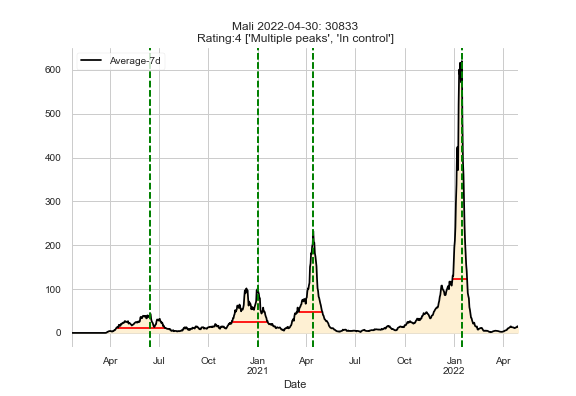 Mali 2022-04-30: 30833
Rating:4 ['Multiple peaks', 'In control']
Average-7d
600
500
400
300
200
100
0
Apr Jul Oct Jan Apr Jul Oct Jan Apr
2021 2022
Date